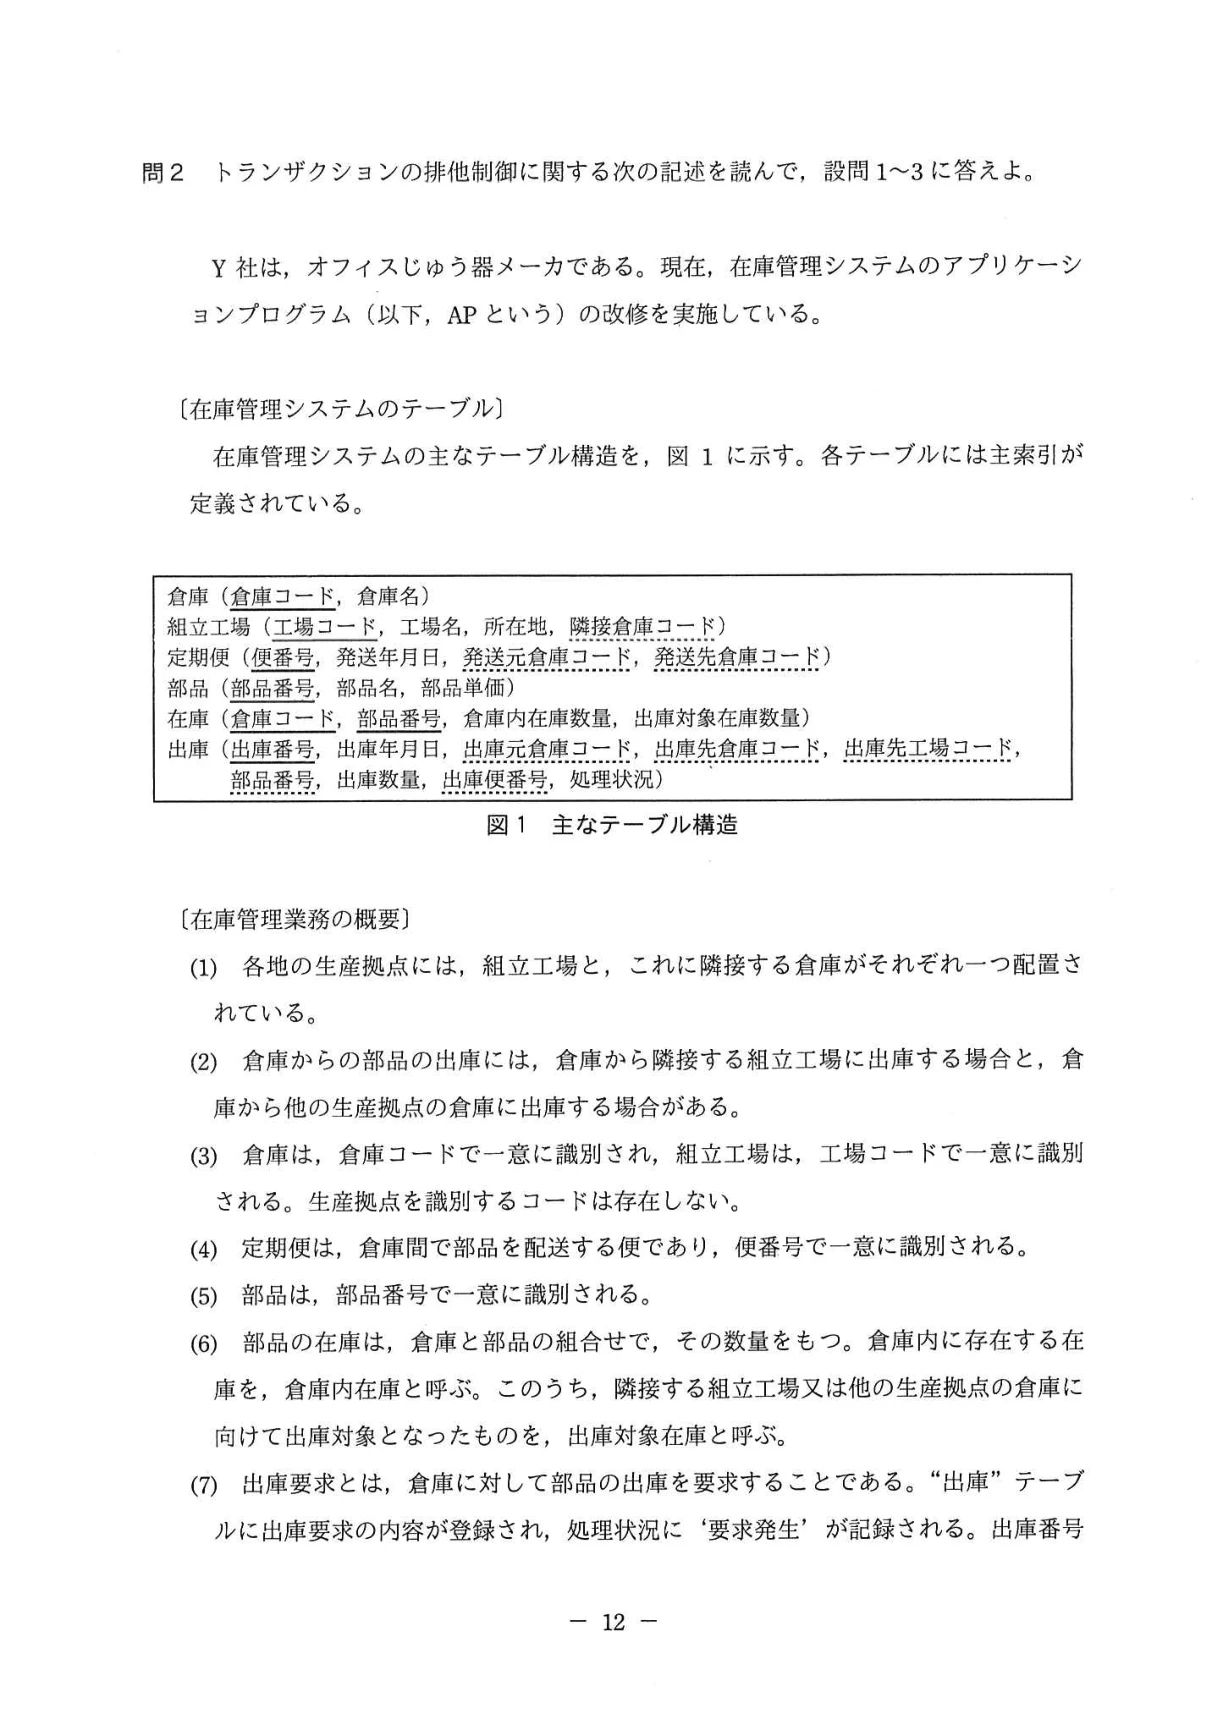 問2 トランザクションの排他制御に関する次の記述を読んで，設問 1～3 に答えよ。
Y 社は，オフィスじゅう器メーカである。現在，在庫管理システムのアプリケーシ
ョンプログラム（以下，AP という）の改修を実施している。
〔在庫管理システムのテーブル〕
在庫管理システムの主なテーブル構造を，図 1 に示す。各テーブルには主索引が
定義されている。
倉庫（倉庫コード，倉庫名）
組立工場（工場コード，工場名，所在地，隣接倉庫コード）
定期便（便番号，発送年月日，発送元倉庫コード，発送先倉庫コード）
部品（部品番号，部品名，部品単価）
在庫（倉庫コード，部品番号，倉庫内在庫数量，出庫対象在庫数量）
出庫（出庫番号，出庫年月日，出庫元倉庫コード，出庫先倉庫コード，出庫先工場コード，
部品番号，出庫数量，出庫便番号，処理状況）
図1 主なテーブル構造
〔在庫管理業務の概要〕
(1) 各地の生産拠点には，組立工場と，これに隣接する倉庫がそれぞれ一つ配置さ
れている。
(2) 倉庫からの部品の出庫には，倉庫から隣接する組立工場に出庫する場合と，倉
庫から他の生産拠点の倉庫に出庫する場合がある。
(3) 倉庫は，倉庫コードで一意に識別され，組立工場は，工場コードで一意に識別
される。生産拠点を識別するコードは存在しない。
(4) 定期便は，倉庫間で部品を配送する便であり，便番号で一意に識別される。
(5) 部品は，部品番号で一意に識別される。
(6) 部品の在庫は，倉庫と部品の組合せで，その数量をもつ。倉庫内に存在する在
庫を，倉庫内在庫と呼ぶ。このうち，隣接する組立工場又は他の生産拠点の倉庫に
向けて出庫対象となったものを，出庫対象在庫と呼ぶ。
(7) 出庫要求とは，倉庫に対して部品の出庫を要求することである。“出庫” テーブ
ルに出庫要求の内容が登録され，処理状況に ‘要求発生’ が記録される。出庫番号
－ 12 －